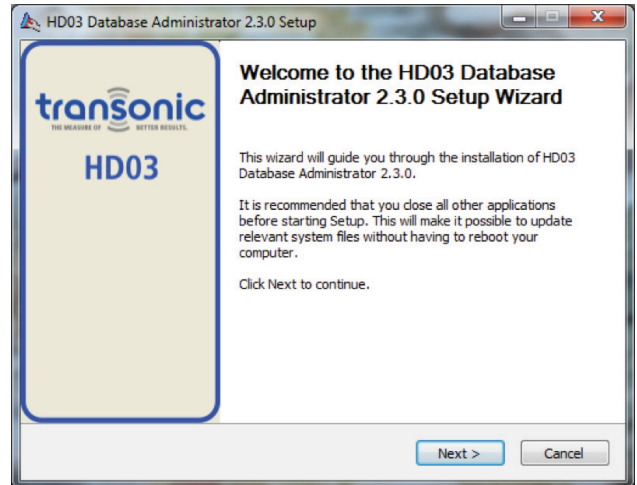 HD03 Database Administrator 2.3.0 Setup
transonic
THE MEASURE OF BETTER RESULTS.
HD03
Welcome to the HD03 Database
Administrator 2.3.0 Setup Wizard
This wizard will guide you through the installation of HD03
Database Administrator 2.3.0.
It is recommended that you close all other applications
before starting Setup. This will make it possible to update
relevant system files without having to reboot your
computer.
Click Next to continue.
Next >
Cancel